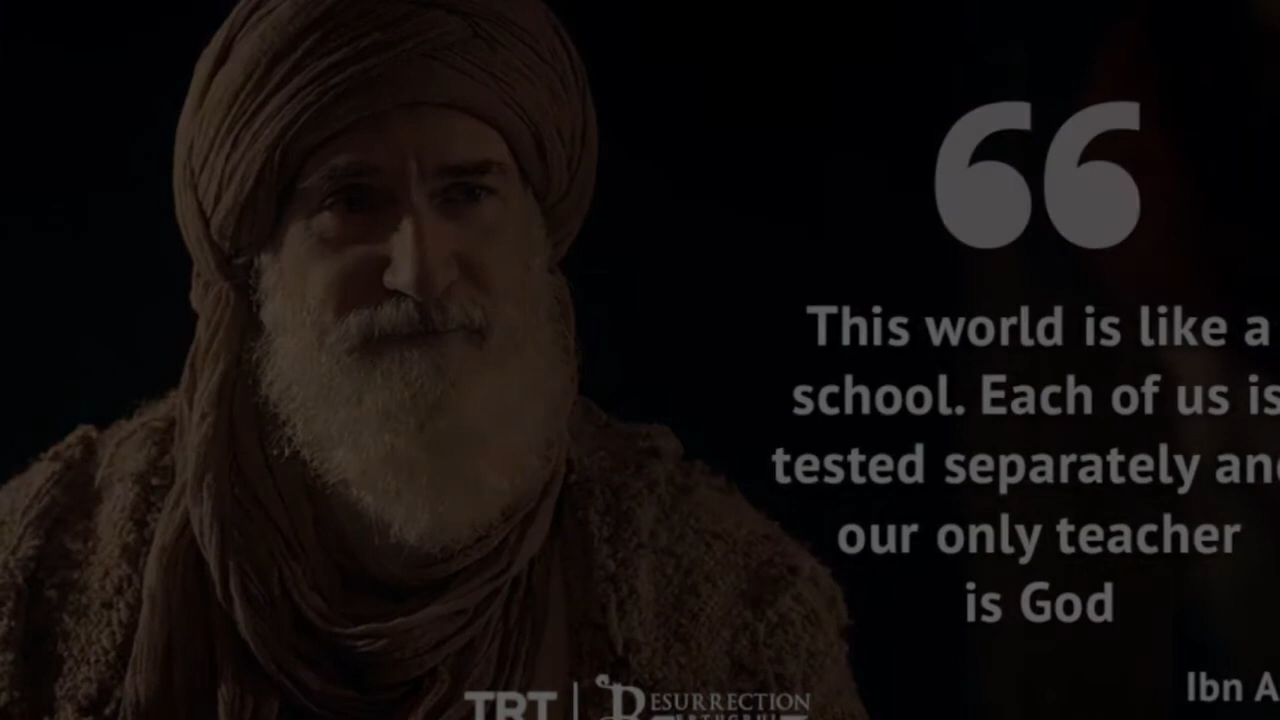 This world is like a
school. Each of us is
tested separately and
our only teacher
is God
Ibn A
TRT RESURRECTION
ERTUGRUL